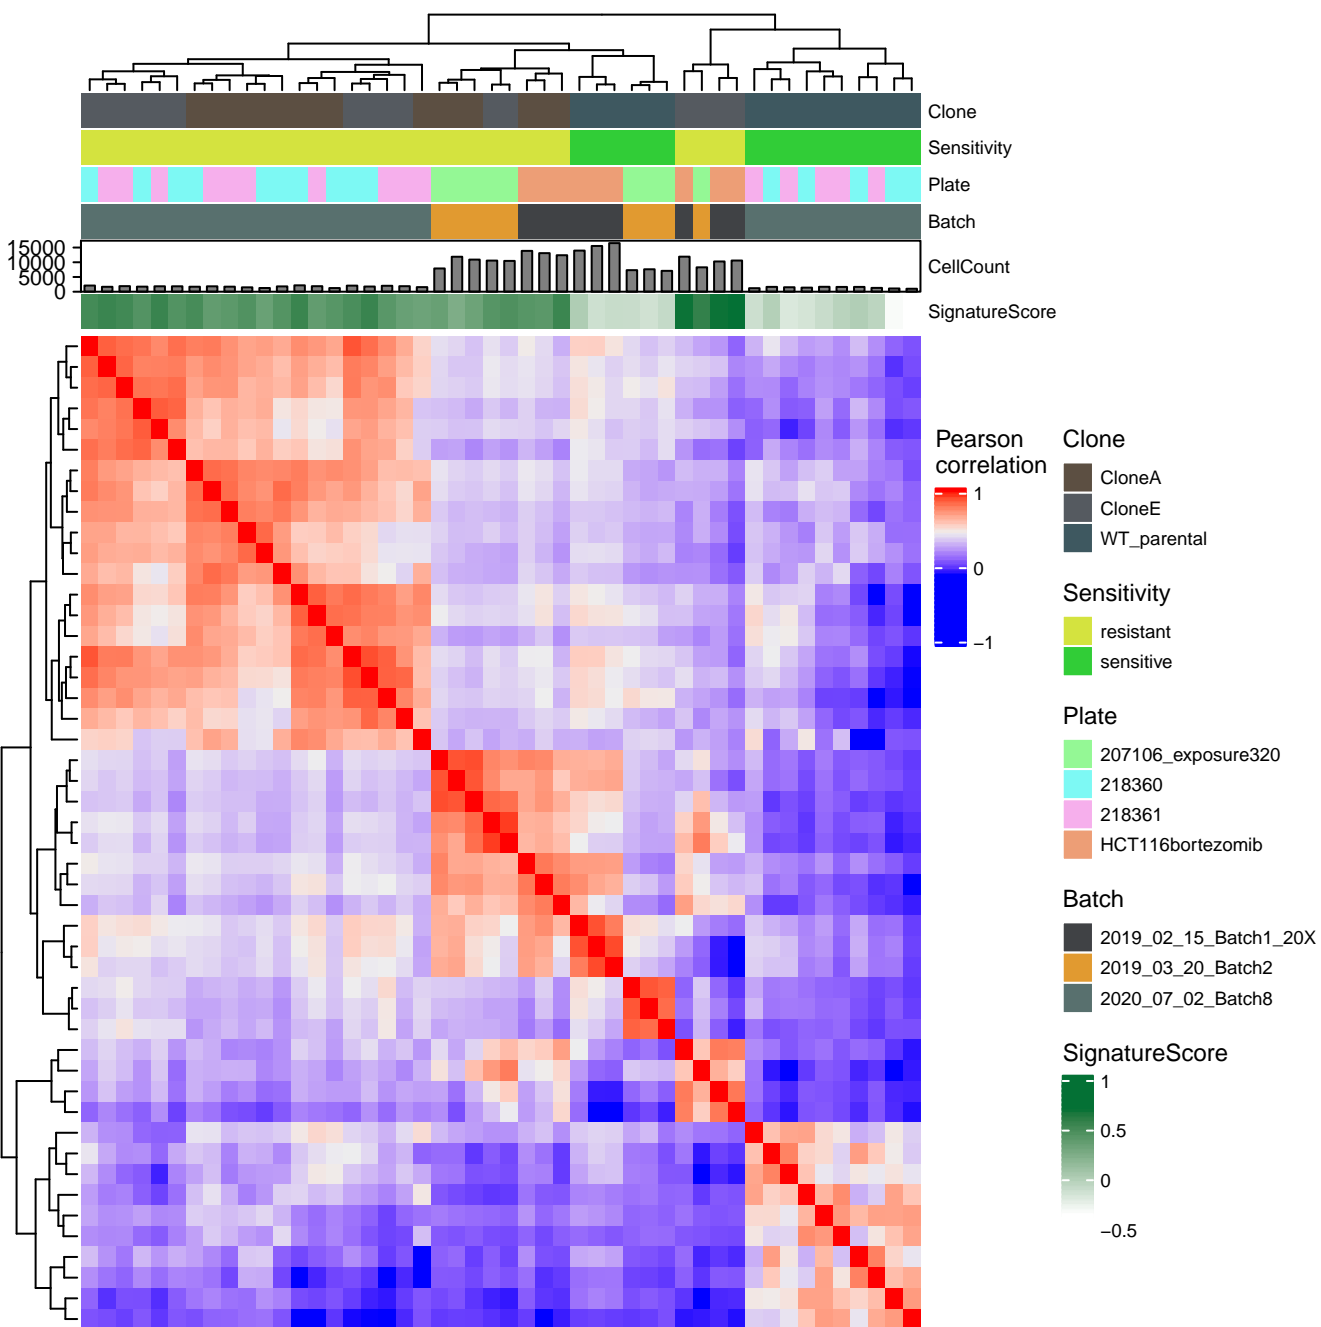 Clone
Sensitivity
Plate
Batch
15000
10000
5000
0
CellCount
SignatureScore
Pearson
correlation
1
0
−1
Clone
CloneA
CloneE
WT_parental
Sensitivity
resistant
sensitive
Plate
207106_exposure320
218360
218361
HCT116bortezomib
Batch
2019_02_15_Batch1_20X
2019_03_20_Batch2
2020_07_02_Batch8
SignatureScore
1
0.5
0
−0.5